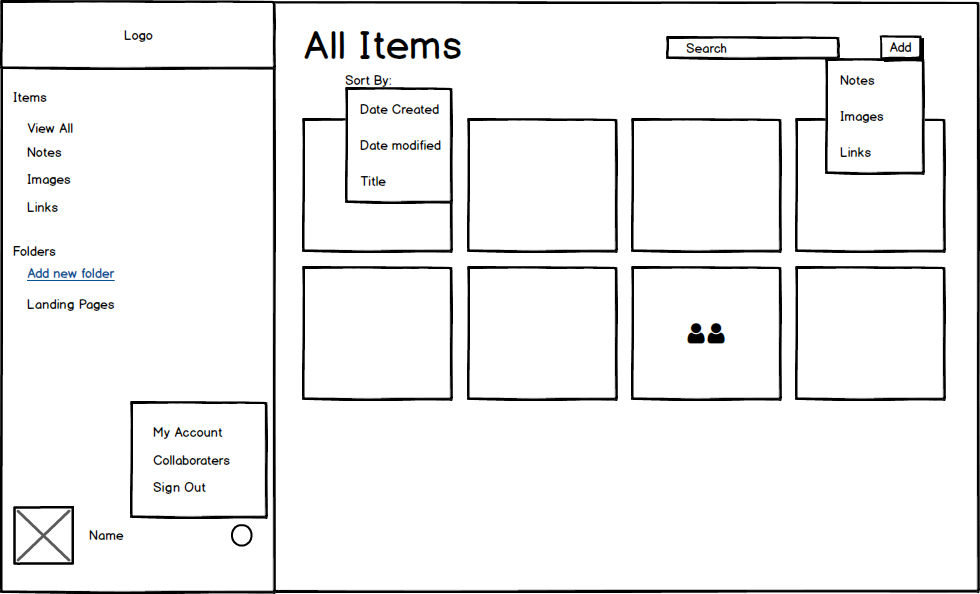 Logo
Items
View All
Notes
Images
Links
Folders
Add new folder
Landing Pages
My Account
Collaboraters
Sign Out
Name
All Items
Search
Add
Sort By:
Date Created
Date modified
Title
Notes
Images
Links